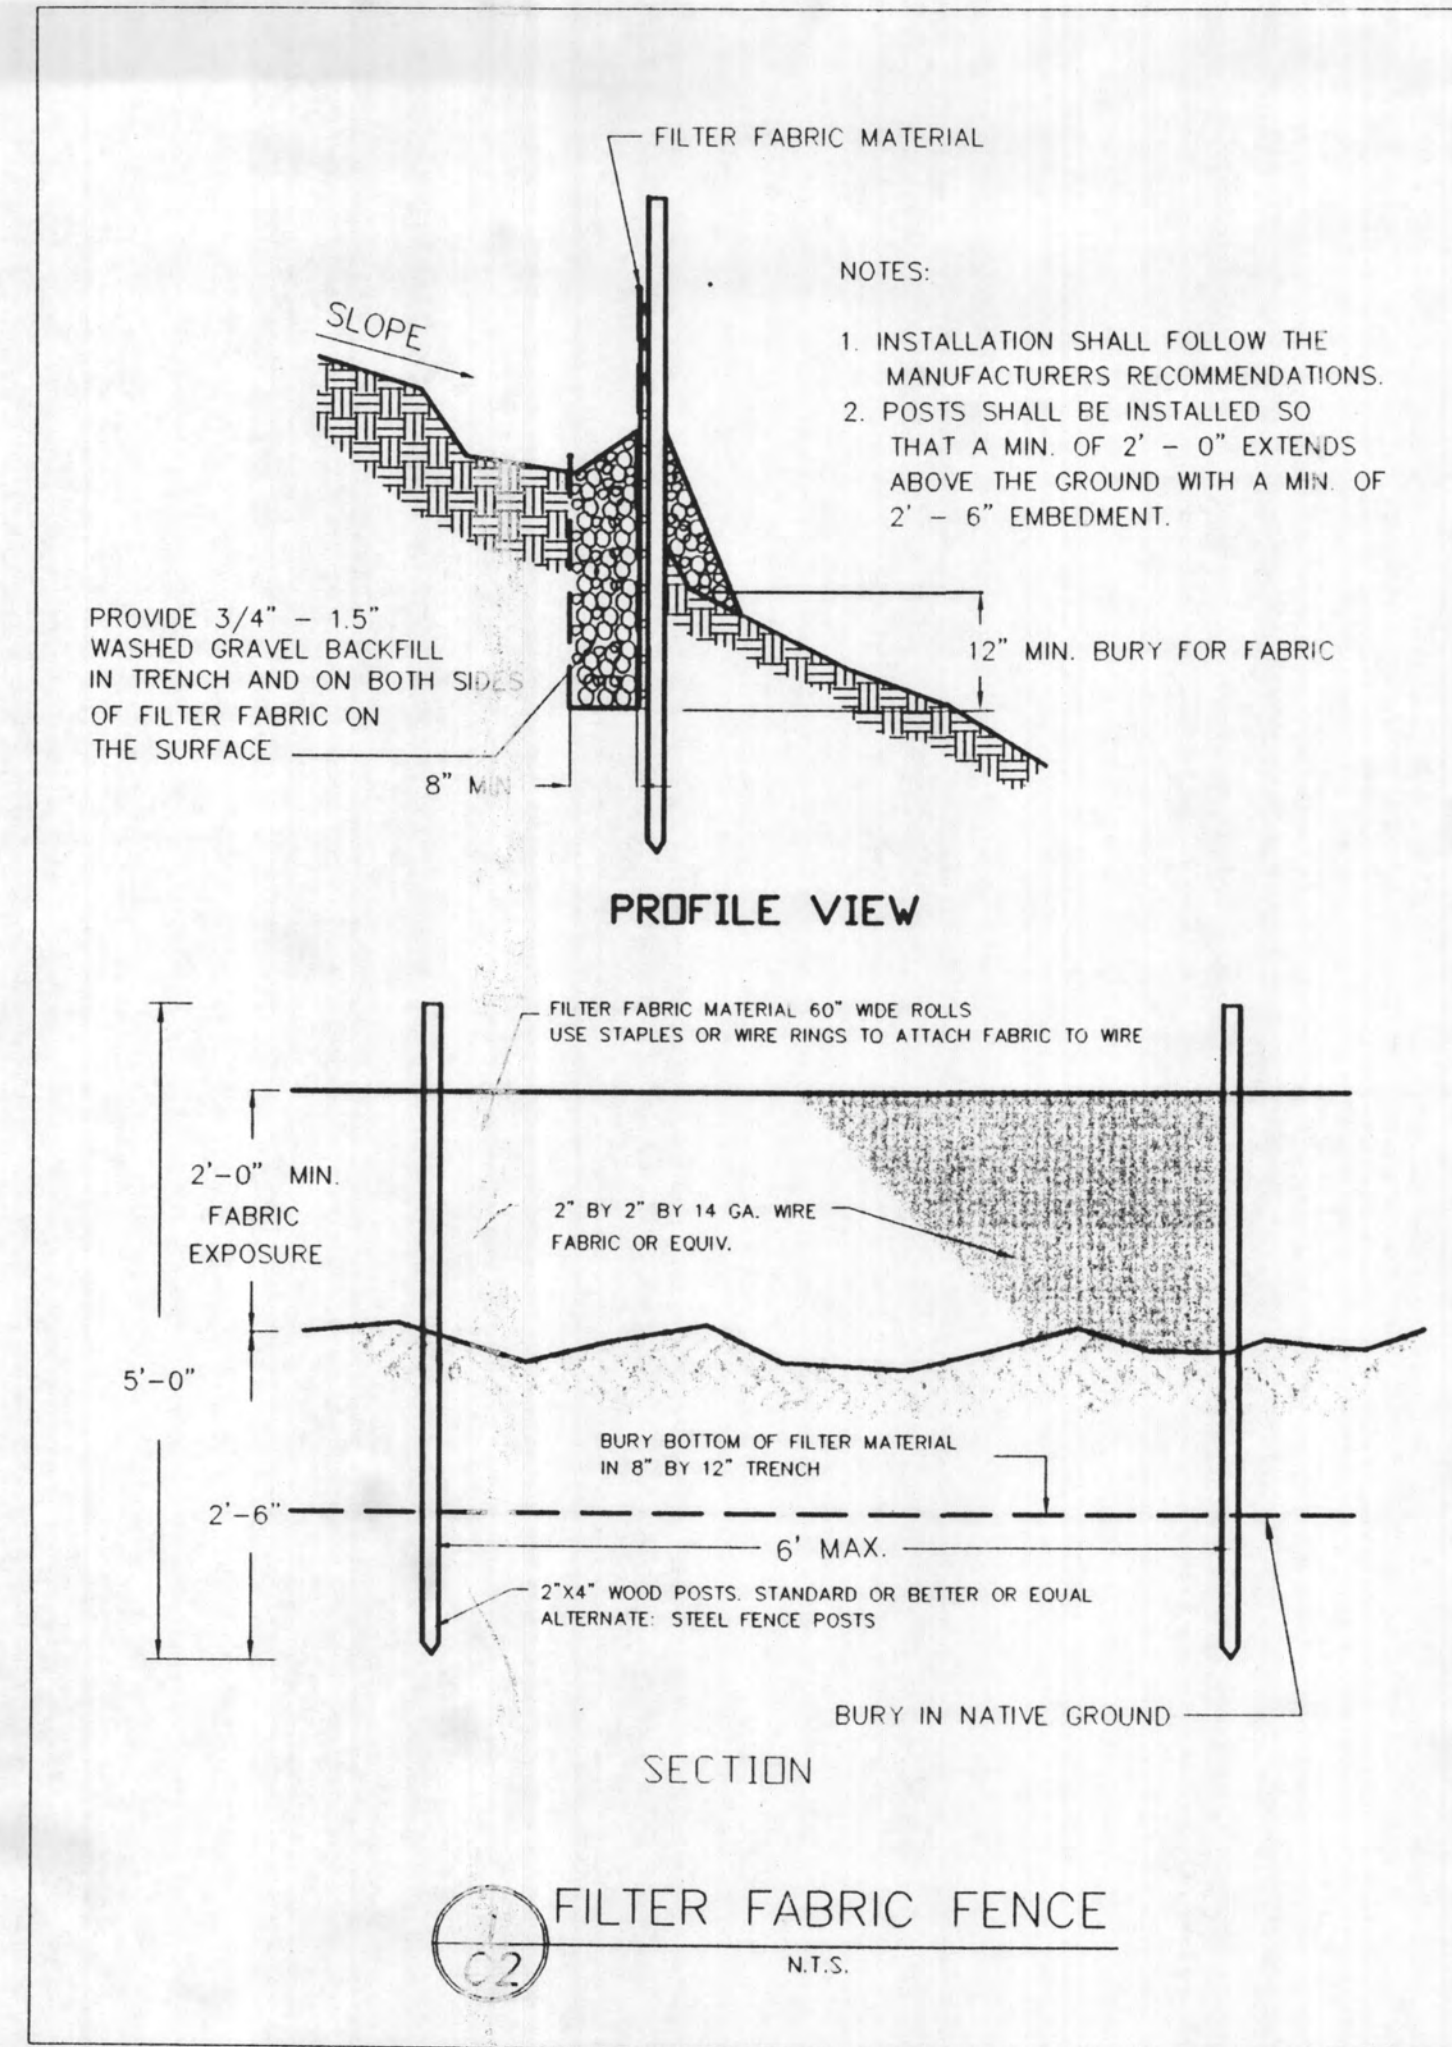 FILTER FABRIC MATERIAL
NOTES:
1. INSTALLATION SHALL FOLLOW THE
MANUFACTURERS RECOMMENDATIONS.
2. POSTS SHALL BE INSTALLED SO
THAT A MIN. OF 2' - 0" EXTENDS
ABOVE THE GROUND WITH A MIN. OF
2' - 6" EMBEDMENT.
SLOPE
PROVIDE 3/4" - 1.5"
WASHED GRAVEL BACKFILL
IN TRENCH AND ON BOTH SIDES
OF FILTER FABRIC ON
THE SURFACE
12" MIN. BURY FOR FABRIC
8" MIN
PROFILE VIEW
FILTER FABRIC MATERIAL 60" WIDE ROLLS
USE STAPLES OR WIRE RINGS TO ATTACH FABRIC TO WIRE
2'-0" MIN.
FABRIC
EXPOSURE
2" BY 2" BY 14 GA. WIRE
FABRIC OR EQUIV.
5'-0"
BURY BOTTOM OF FILTER MATERIAL
IN 8" BY 12" TRENCH
2'-6"
6' MAX.
2"X4" WOOD POSTS. STANDARD OR BETTER OR EQUAL
ALTERNATE: STEEL FENCE POSTS
BURY IN NATIVE GROUND
SECTION
1
C2
FILTER FABRIC FENCE
N.T.S.